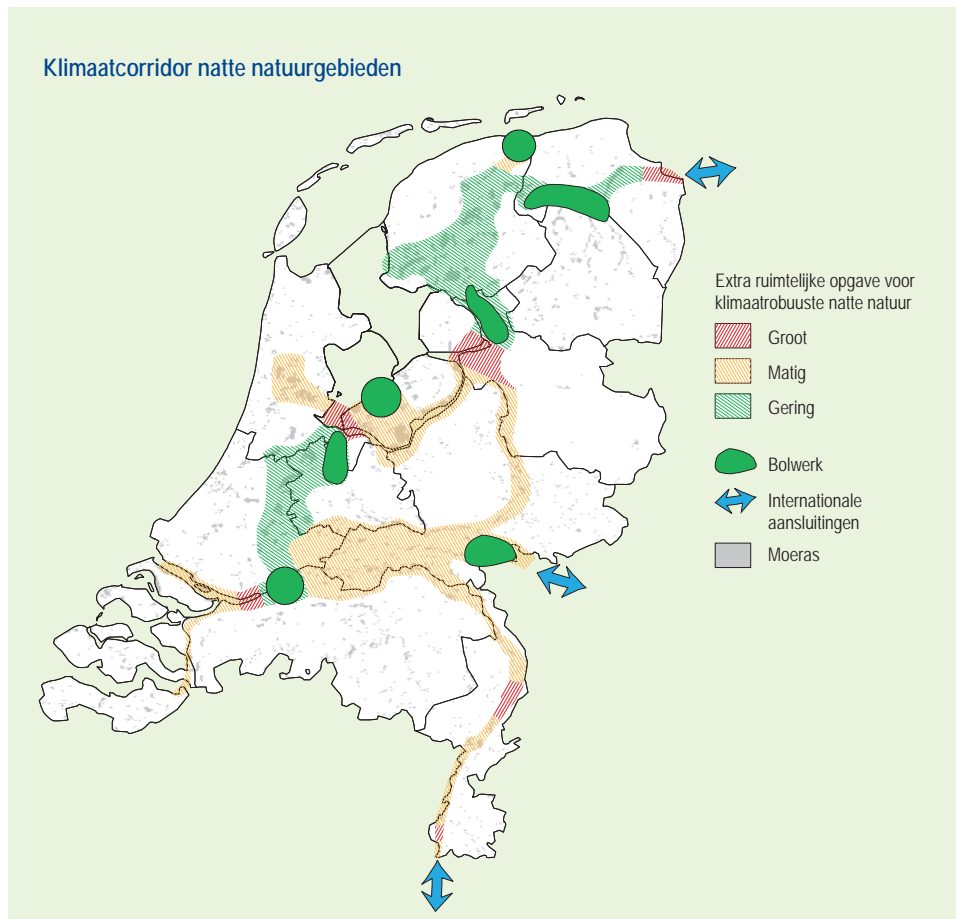 Klimaatcorridor natte natuurgebieden
Extra ruimtelijke opgave voor
klimaatrobuuste natte natuur
Groot
Matig
Gering
Bolwerk
Internationale
aansluitingen
Moeras